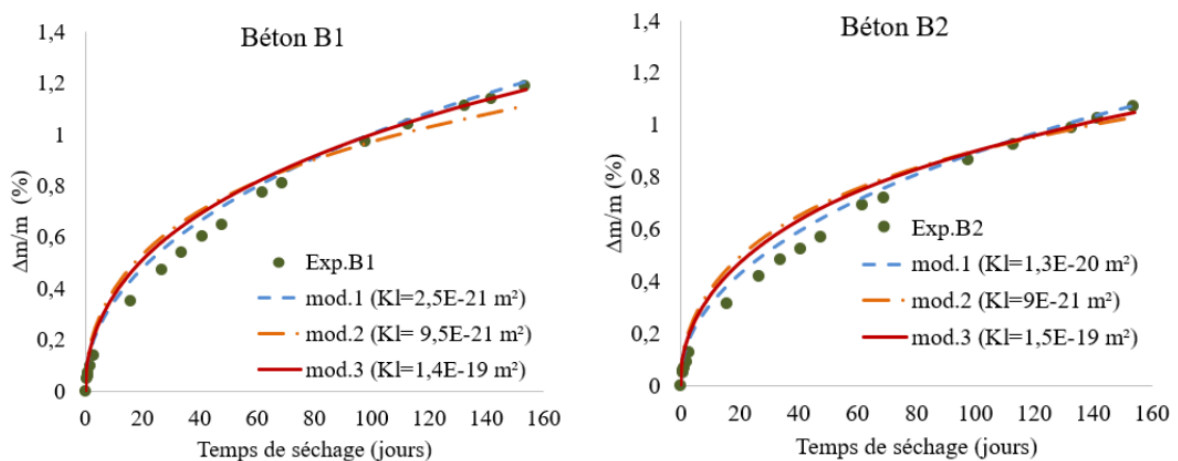 Béton B1
1,4
1,2
1
0,8
0,6
0,4
0,2
0
Δm/m (%)
Exp.B1
mod.1 (Kl=2,5E-21 m²)
mod.2 (Kl= 9,5E-21 m²)
mod.3 (Kl=1,4E-19 m²)
0 20 40 60 80 100 120 140 160
Temps de séchage (jours)
Béton B2
1,4
1,2
1
0,8
0,6
0,4
0,2
0
Δm/m (%)
Exp.B2
mod.1 (Kl=1,3E-20 m²)
mod.2 (Kl=9E-21 m²)
mod.3 (Kl=1,5E-19 m²)
0 20 40 60 80 100 120 140 160
Temps de séchage (jours)